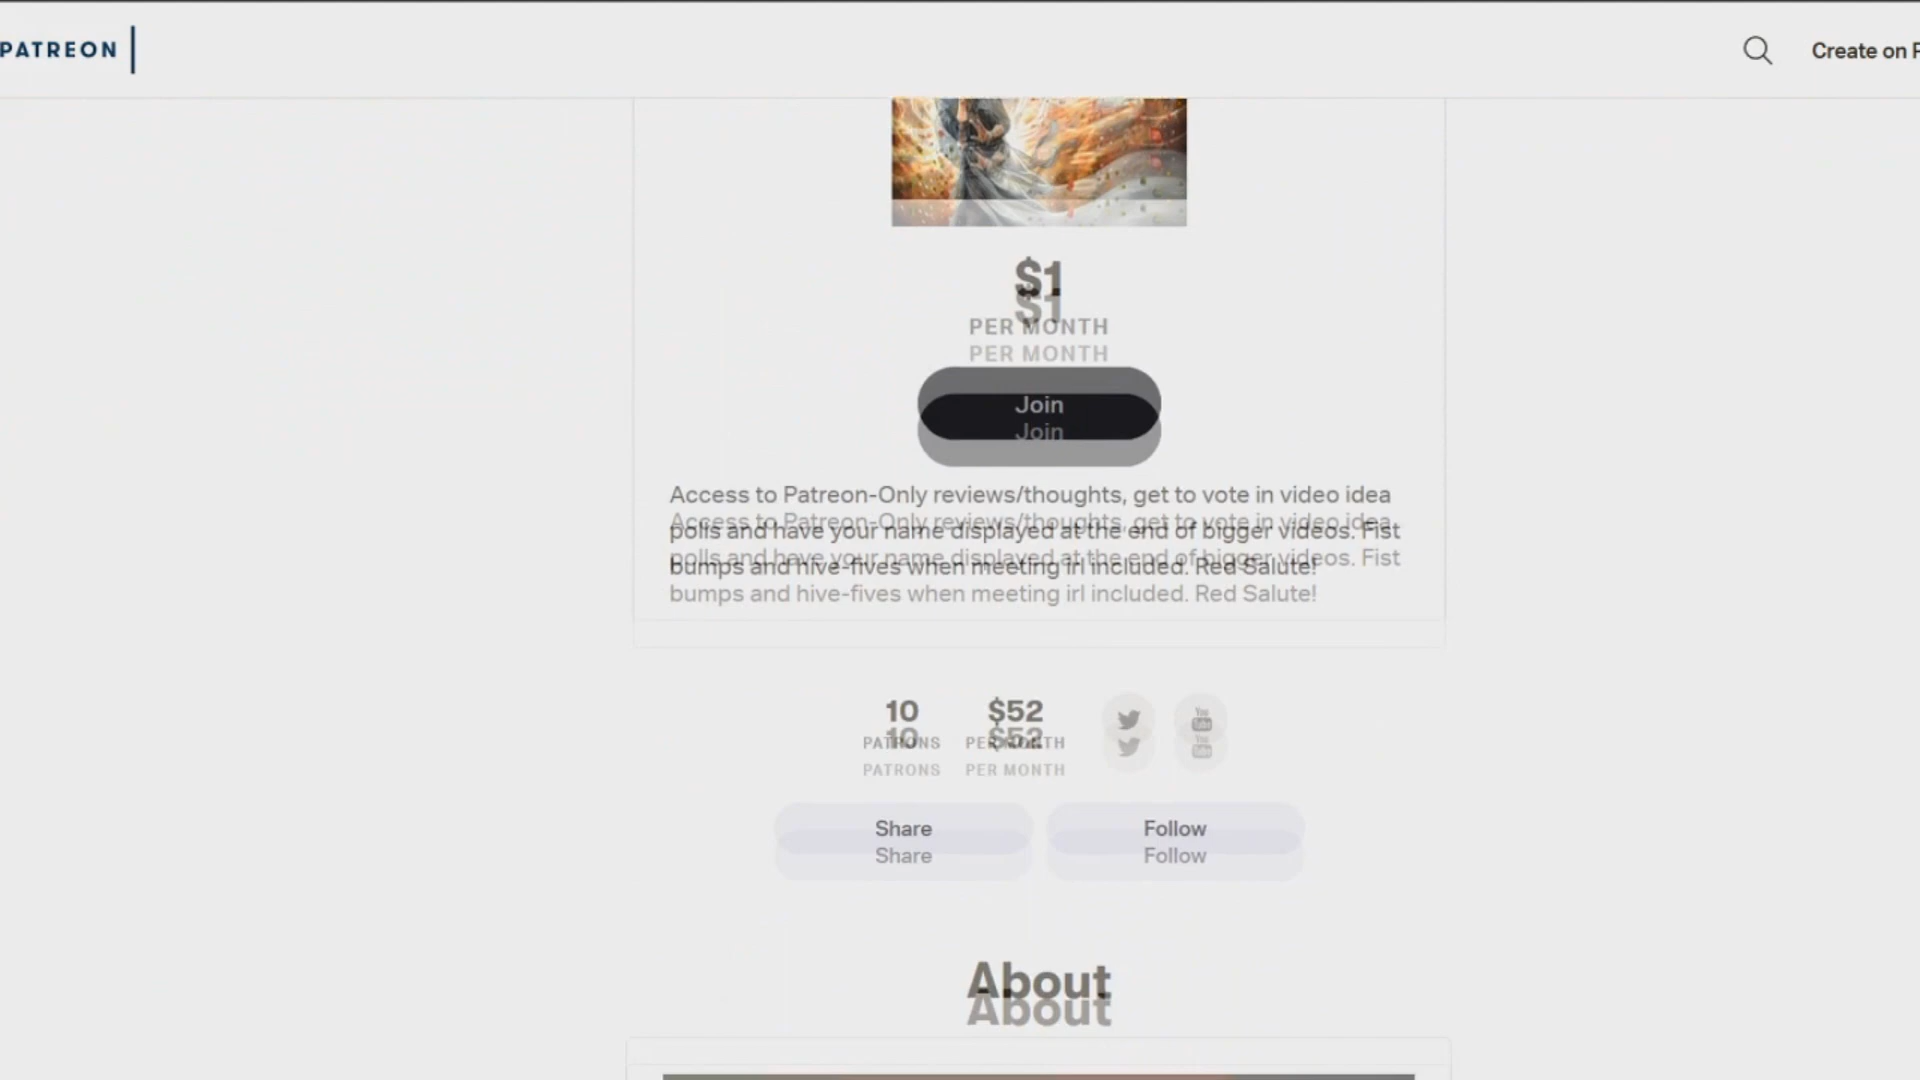 PATREON
Create on P
$1
PER MONTH
Join
Access to Patreon-Only reviews/thoughts, get to vote in video idea
polls and have your name displayed at the end of bigger videos. Fist
bumps and hive-fives when meeting irl included. Red Salute!
10
PATRONS
$52
PER MONTH
You
Tube
Share
Follow
About